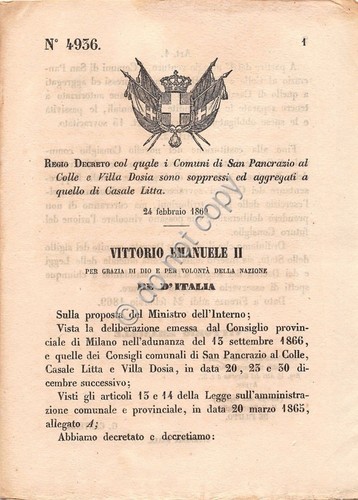 N° 4936.
1
REGIO DECRETO col quale i Comuni di San Pancrazio al
Colle e Villa Dosia sono soppressi ed aggregati a
quello di Casale Litta.
24 febbraio 1869
VITTORIO EMANUELE II
PER GRAZIA DI DIO E PER VOLONTÀ DELLA NAZIONE
RE D'ITALIA
Sulla proposta del Ministro dell'Interno;
Vista la deliberazione emessa dal Consiglio provin-
ciale di Milano nell'adunanza del 13 settembre 1866,
e quelle dei Consigli comunali di San Pancrazio al Colle,
Casale Litta e Villa Dosia, in data 20, 23 e 30 di-
cembre successivo;
Visti gli articoli 13 e 14 della Legge sull'amministra-
zione comunale e provinciale, in data 20 marzo 1865,
allegato A;
Abbiamo decretato e decretiamo:
do not copy